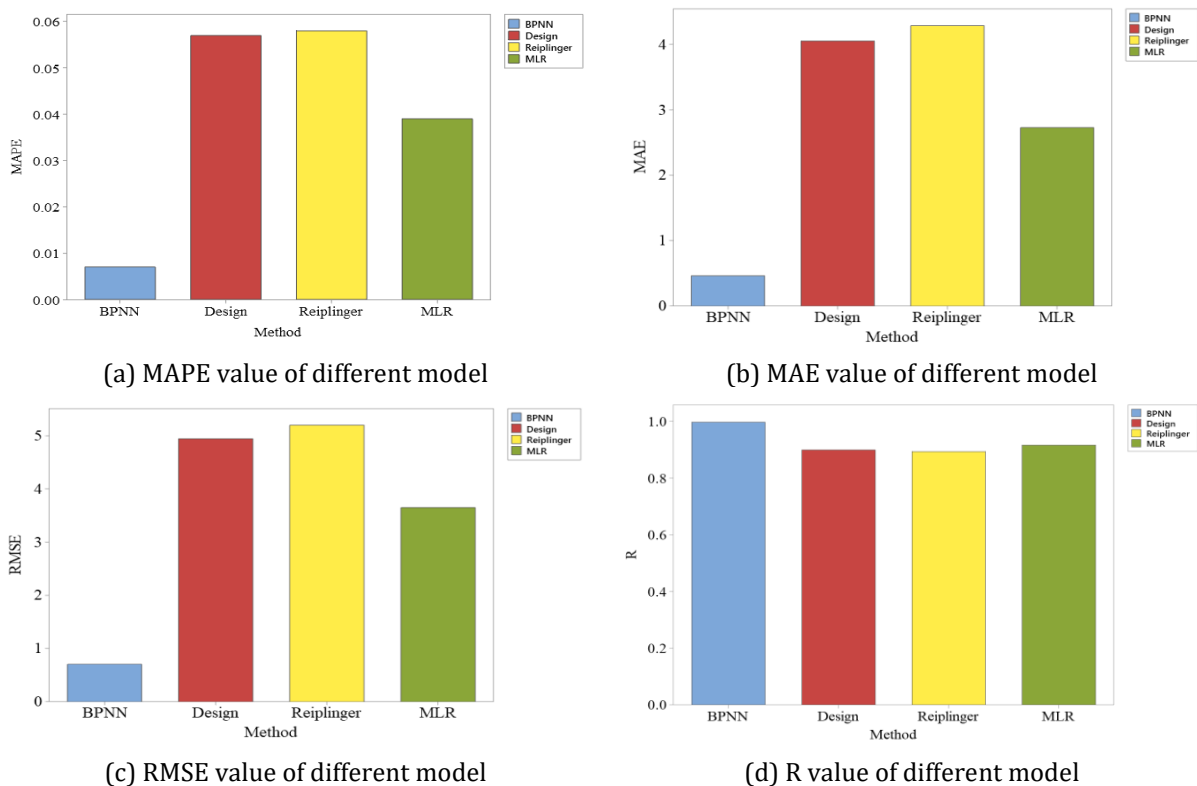 0.06
0.05
0.04
0.03
0.02
0.01
0.00
MAPE
BPNN
Design
Reiplinger
MLR
Method
BPNN
Design
Reiplinger
MLR
(a) MAPE value of different model
4
3
2
1
0
MAE
BPNN
Design
Reiplinger
MLR
Method
BPNN
Design
Reiplinger
MLR
(b) MAE value of different model
5
4
3
2
1
0
RMSE
BPNN
Design
Reiplinger
MLR
Method
BPNN
Design
Reiplinger
MLR
(c) RMSE value of different model
1.0
0.8
0.6
0.4
0.2
0.0
R
BPNN
Design
Reiplinger
MLR
Method
BPNN
Design
Reiplinger
MLR
(d) R value of different model